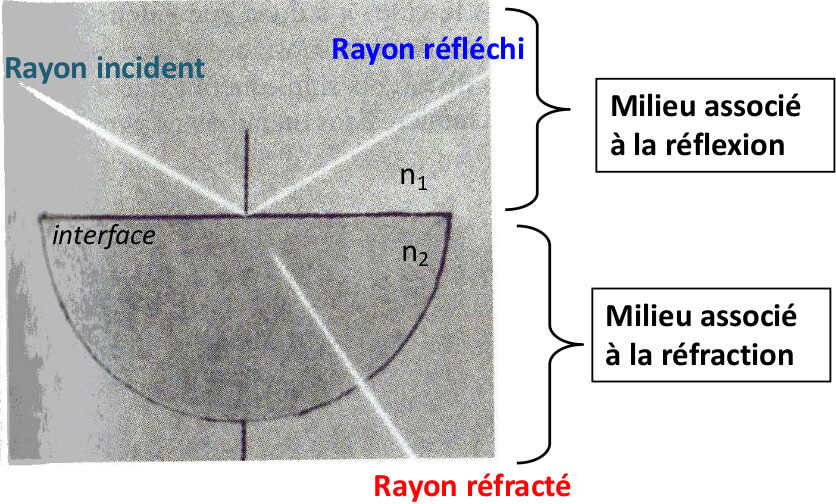 Rayon incident
Rayon réfléchi
Milieu associé
à la réflexion
n₁
interface
n₂
Milieu associé
à la réfraction
Rayon réfracté